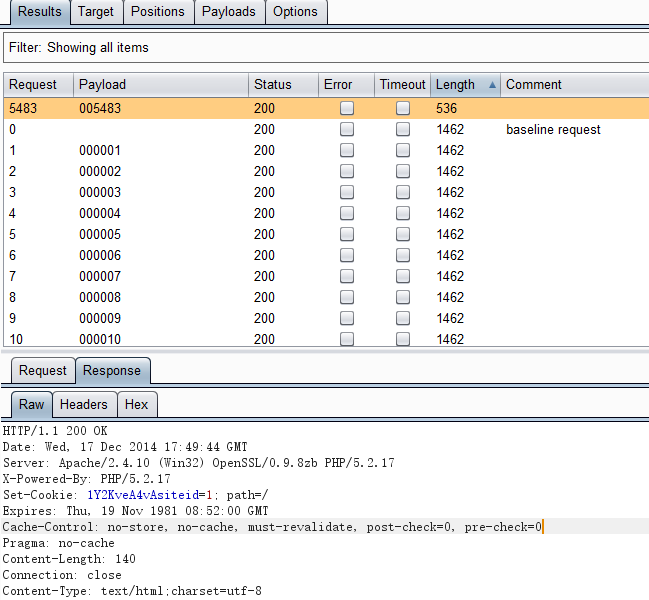 Results Target Positions Payloads Options
Filter: Showing all items
Request Payload Status Error Timeout Length Comment
5483 005483 200 536
0 200 1462 baseline request
1 000001 200 1462
2 000002 200 1462
3 000003 200 1462
4 000004 200 1462
5 000005 200 1462
6 000006 200 1462
7 000007 200 1462
8 000008 200 1462
9 000009 200 1462
10 000010 200 1462
Request Response
Raw Headers Hex
HTTP/1.1 200 OK
Date: Wed, 17 Dec 2014 17:49:44 GMT
Server: Apache/2.4.10 (Win32) OpenSSL/0.9.8zb PHP/5.2.17
X-Powered-By: PHP/5.2.17
Set-Cookie: 1Y2KveA4vAsiteid=1; path=/
Expires: Thu, 19 Nov 1981 08:52:00 GMT
Cache-Control: no-store, no-cache, must-revalidate, post-check=0, pre-check=0
Pragma: no-cache
Content-Length: 140
Connection: close
Content-Type: text/html;charset=utf-8